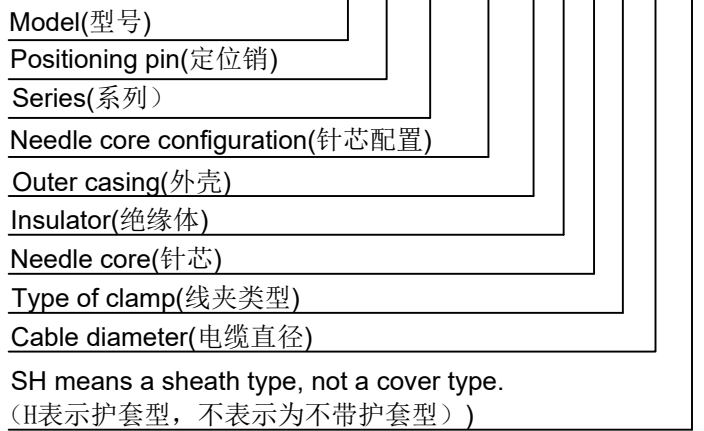 Model(型号)
Positioning pin(定位销)
Series(系列）
Needle core configuration(针芯配置)
Outer casing(外壳)
Insulator(绝缘体)
Needle core(针芯)
Type of clamp(线夹类型)
Cable diameter(电缆直径)
SH means a sheath type, not a cover type.
（H表示护套型，不表示为不带护套型）)